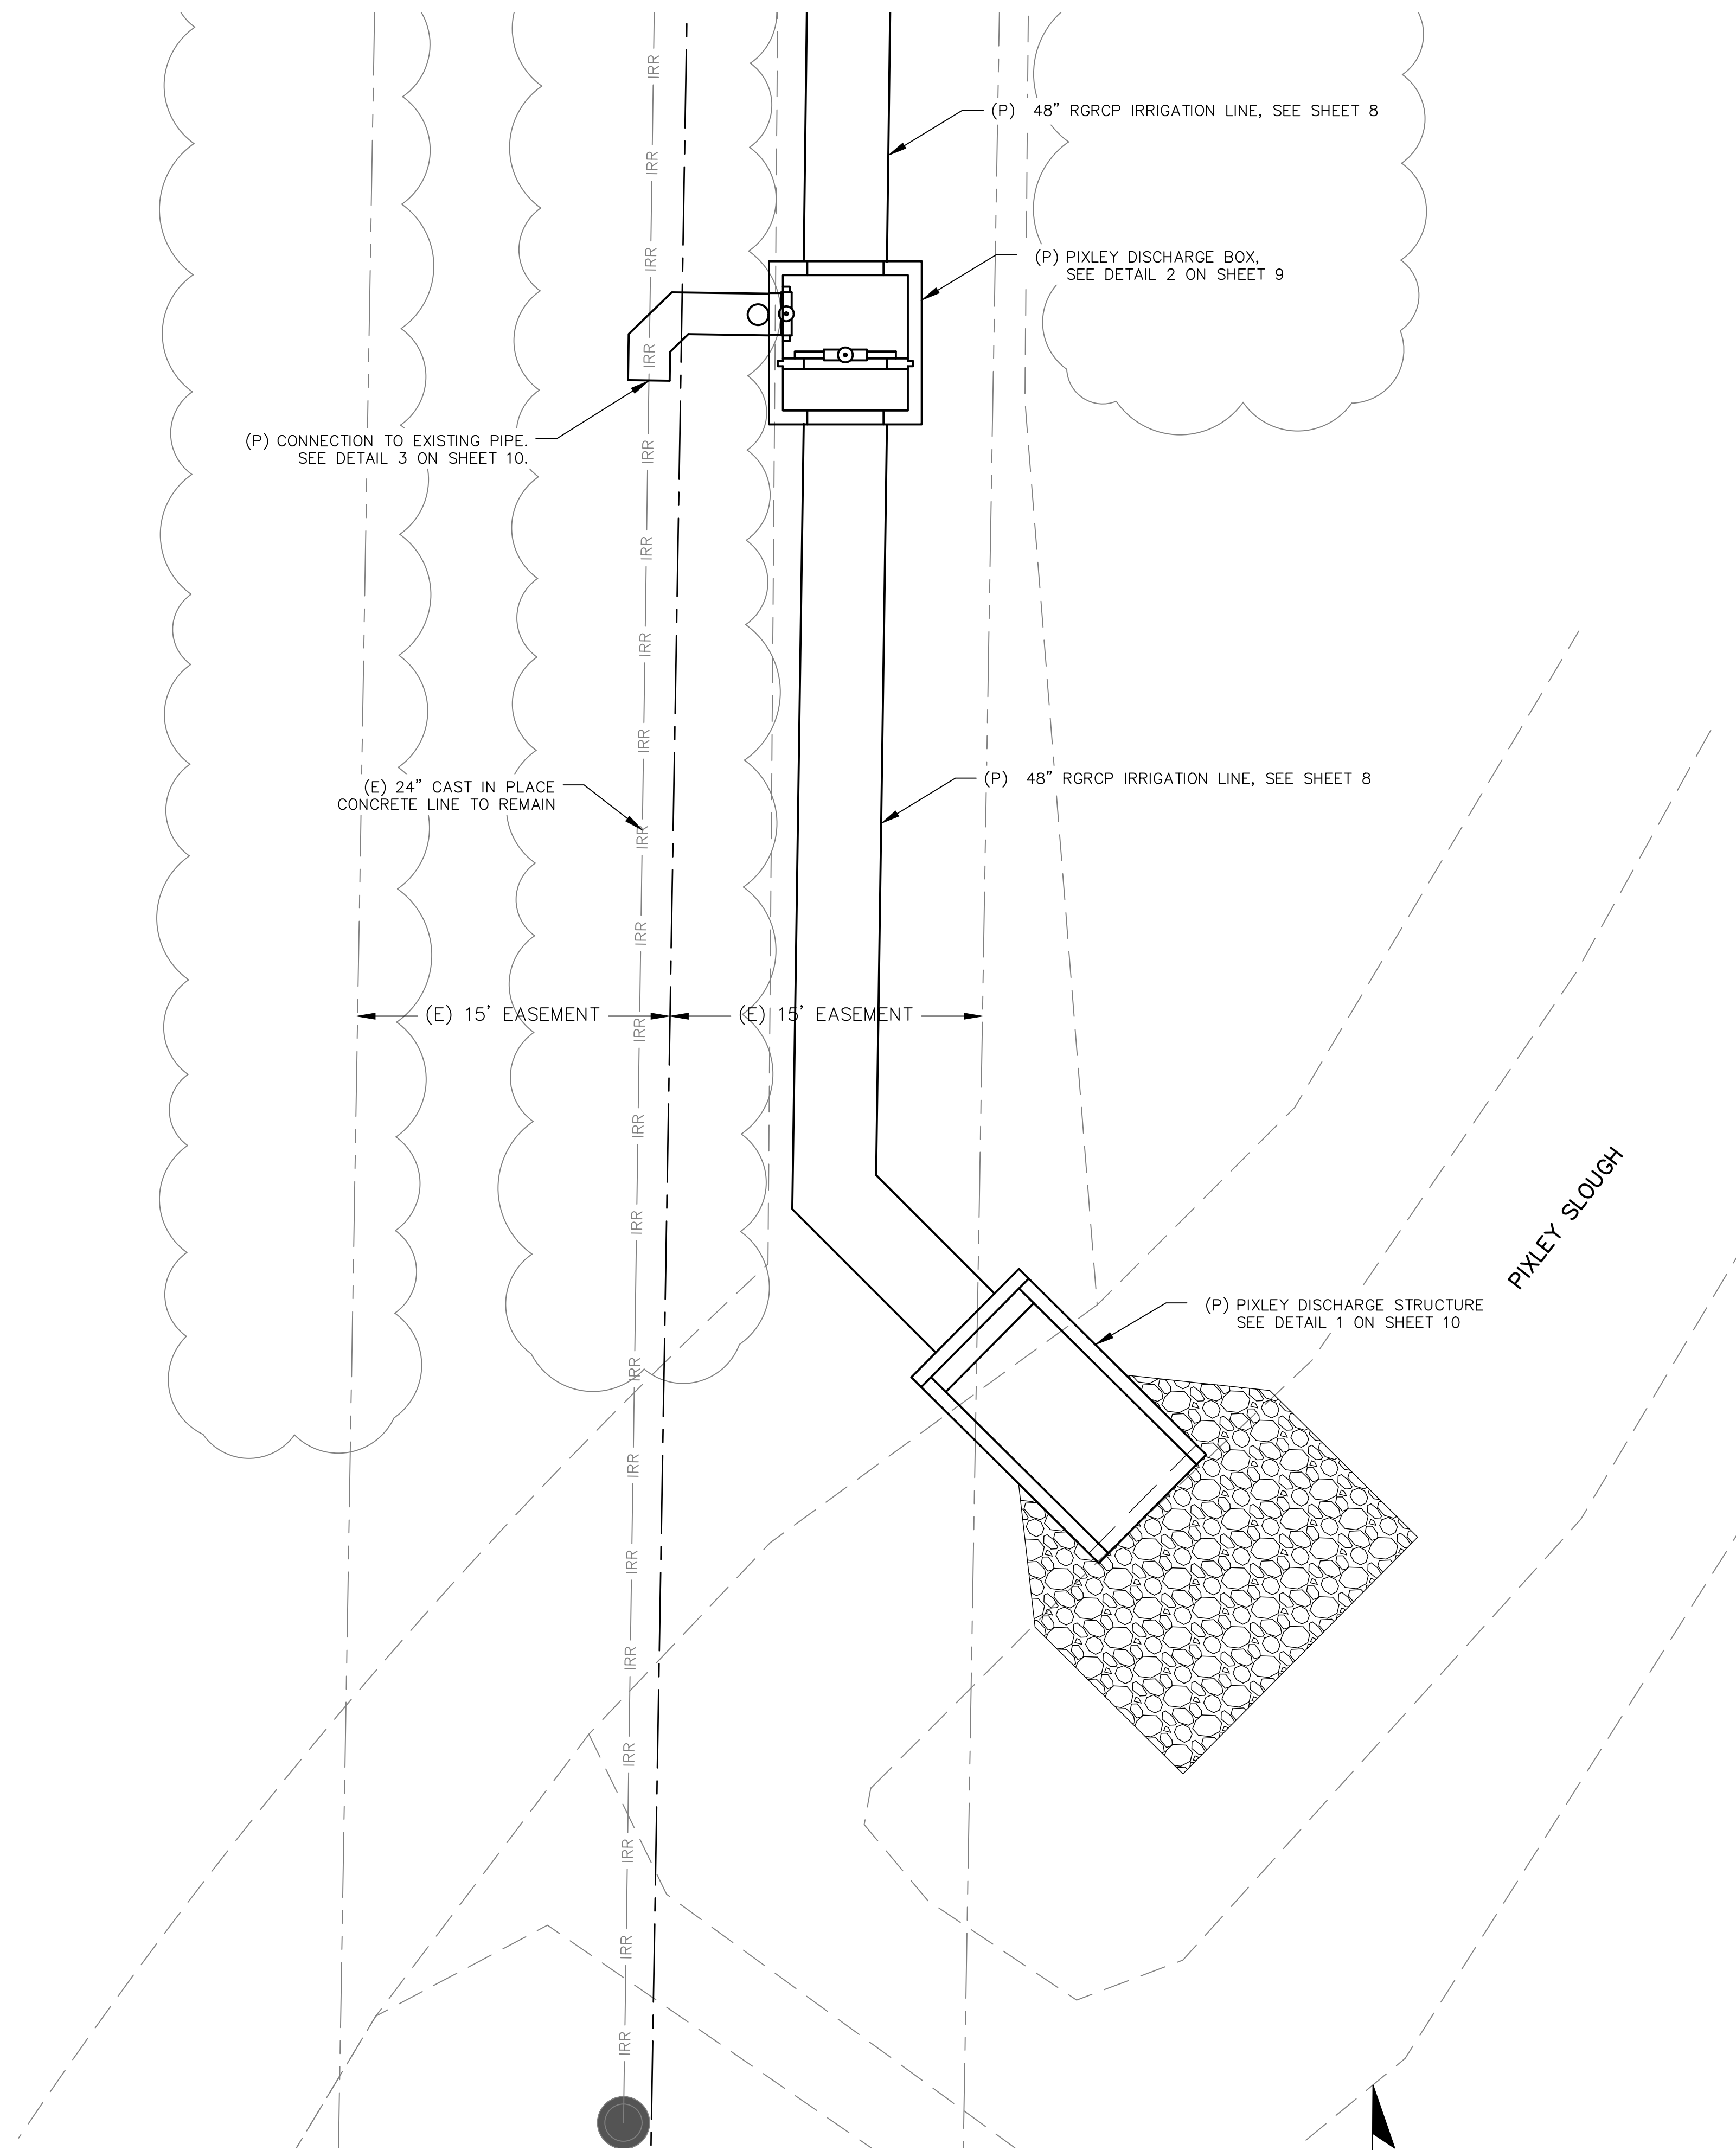 IRR
(P) 48” RGRCP IRRIGATION LINE, SEE SHEET 8
IRR
(P) PIXLEY DISCHARGE BOX,
SEE DETAIL 2 ON SHEET 9
IRR
IRR
(P) CONNECTION TO EXISTING PIPE.
SEE DETAIL 3 ON SHEET 10.
IRR
IRR
IRR
IRR
(P) 48” RGRCP IRRIGATION LINE, SEE SHEET 8
(E) 24” CAST IN PLACE
CONCRETE LINE TO REMAIN
IRR
IRR
(E) 15’ EASEMENT
(E) 15’ EASEMENT
IRR
IRR
PIXLEY SLOUGH
IRR
(P) PIXLEY DISCHARGE STRUCTURE
SEE DETAIL 1 ON SHEET 10
IRR
IRR
IRR
IRR
IRR
IRR
IRR
IRR